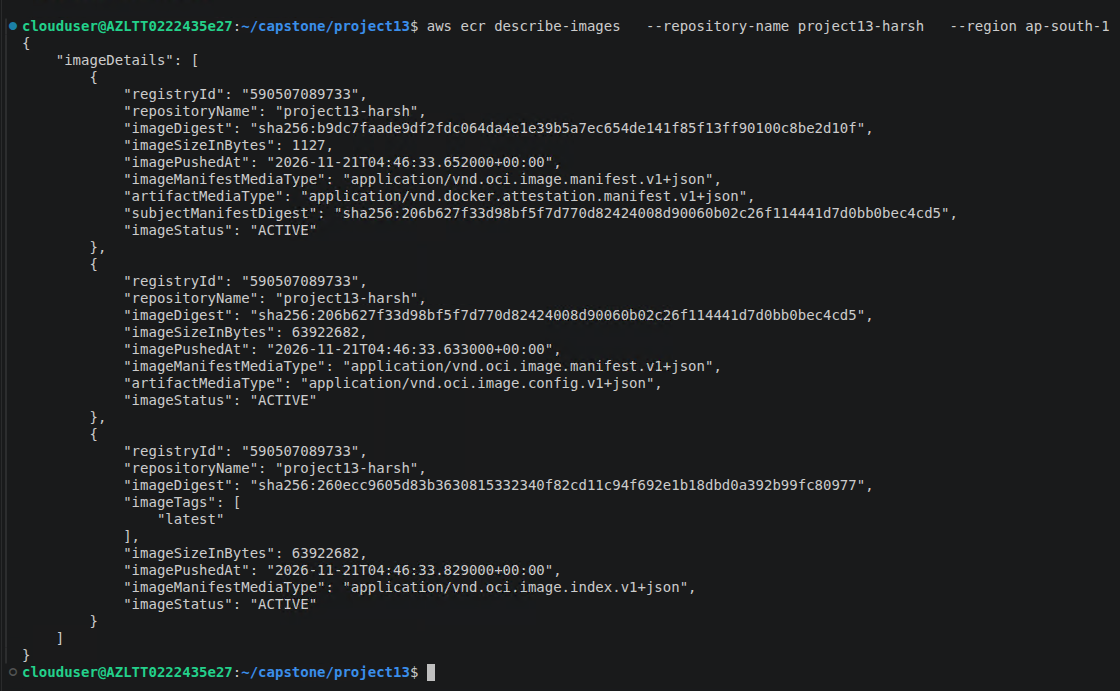 clouduser@AZLTT0222435e27:~/capstone/project13$ aws ecr describe-images   --repository-name project13-harsh   --region ap-south-1
{
    "imageDetails": [
        {
            "registryId": "590507089733",
            "repositoryName": "project13-harsh",
            "imageDigest": "sha256:b9dc7faade9df2fdc064da4e1e39b5a7ec654de141f85f13ff90100c8be2d10f",
            "imageSizeInBytes": 1127,
            "imagePushedAt": "2026-11-21T04:46:33.652000+00:00",
            "imageManifestMediaType": "application/vnd.oci.image.manifest.v1+json",
            "artifactMediaType": "application/vnd.docker.attestation.manifest.v1+json",
            "subjectManifestDigest": "sha256:206b627f33d98bf5f7d770d82424008d90060b02c26f114441d7d0bb0bec4cd5",
            "imageStatus": "ACTIVE"
        },
        {
            "registryId": "590507089733",
            "repositoryName": "project13-harsh",
            "imageDigest": "sha256:206b627f33d98bf5f7d770d82424008d90060b02c26f114441d7d0bb0bec4cd5",
            "imageSizeInBytes": 63922682,
            "imagePushedAt": "2026-11-21T04:46:33.633000+00:00",
            "imageManifestMediaType": "application/vnd.oci.image.manifest.v1+json",
            "artifactMediaType": "application/vnd.oci.image.config.v1+json",
            "imageStatus": "ACTIVE"
        },
        {
            "registryId": "590507089733",
            "repositoryName": "project13-harsh",
            "imageDigest": "sha256:260ecc9605d83b3630815332340f82cd11c94f692e1b18dbd0a392b99fc80977",
            "imageTags": [
                "latest"
            ],
            "imageSizeInBytes": 63922682,
            "imagePushedAt": "2026-11-21T04:46:33.829000+00:00",
            "imageManifestMediaType": "application/vnd.oci.image.index.v1+json",
            "imageStatus": "ACTIVE"
        }
    ]
}
clouduser@AZLTT0222435e27:~/capstone/project13$